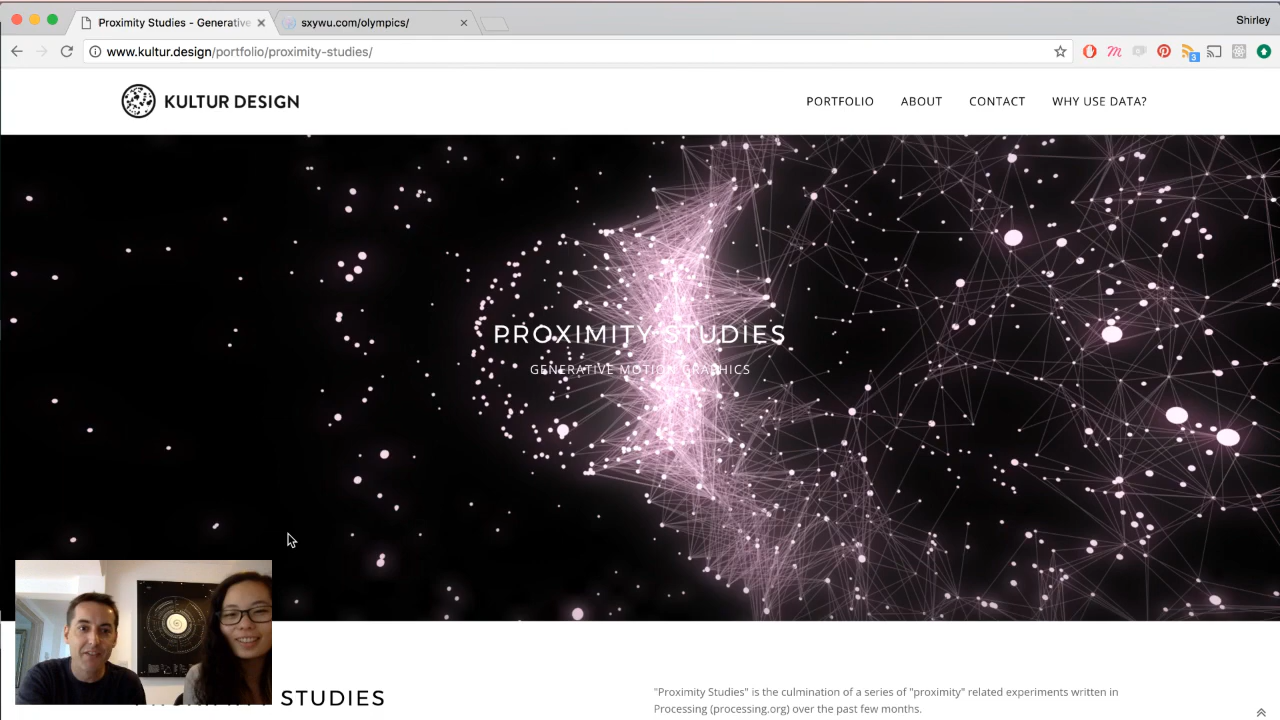 Proximity Studies - Generative
sxywu.com/olympics/
Shirley
www.kultur.design/portfolio/proximity-studies/
3
KULTUR DESIGN
PORTFOLIO
ABOUT
CONTACT
WHY USE DATA?
PROXIMITY STUDIES
GENERATIVE MOTION GRAPHICS
STUDIES
"Proximity Studies" is the culmination of a series of "proximity" related experiments written in
Processing (processing.org) over the past few months.